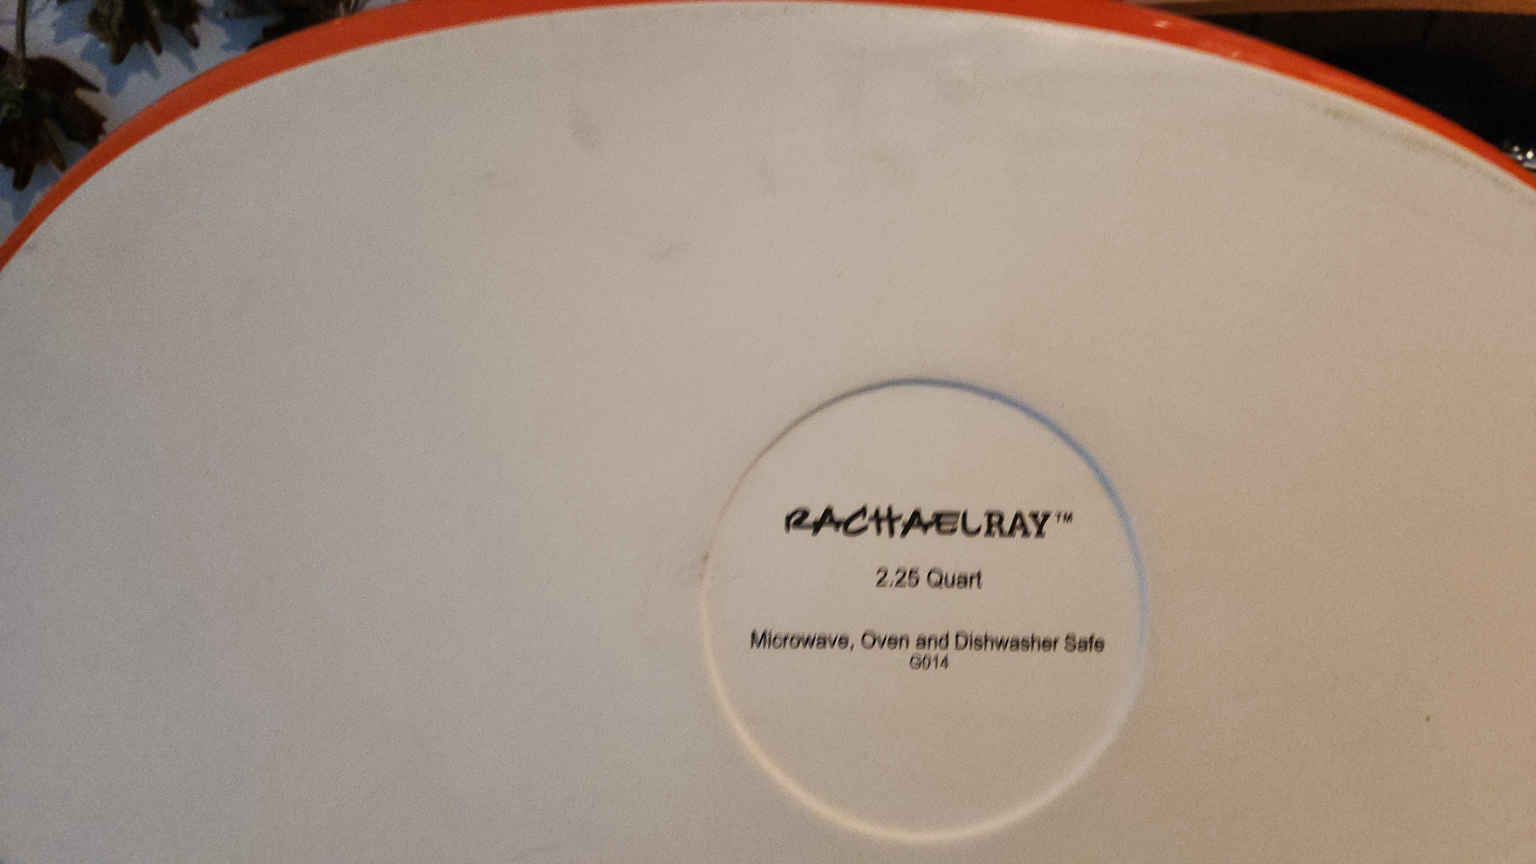 RACHAELRAY™
2.25 Quart
Microwave, Oven and Dishwasher Safe
G014